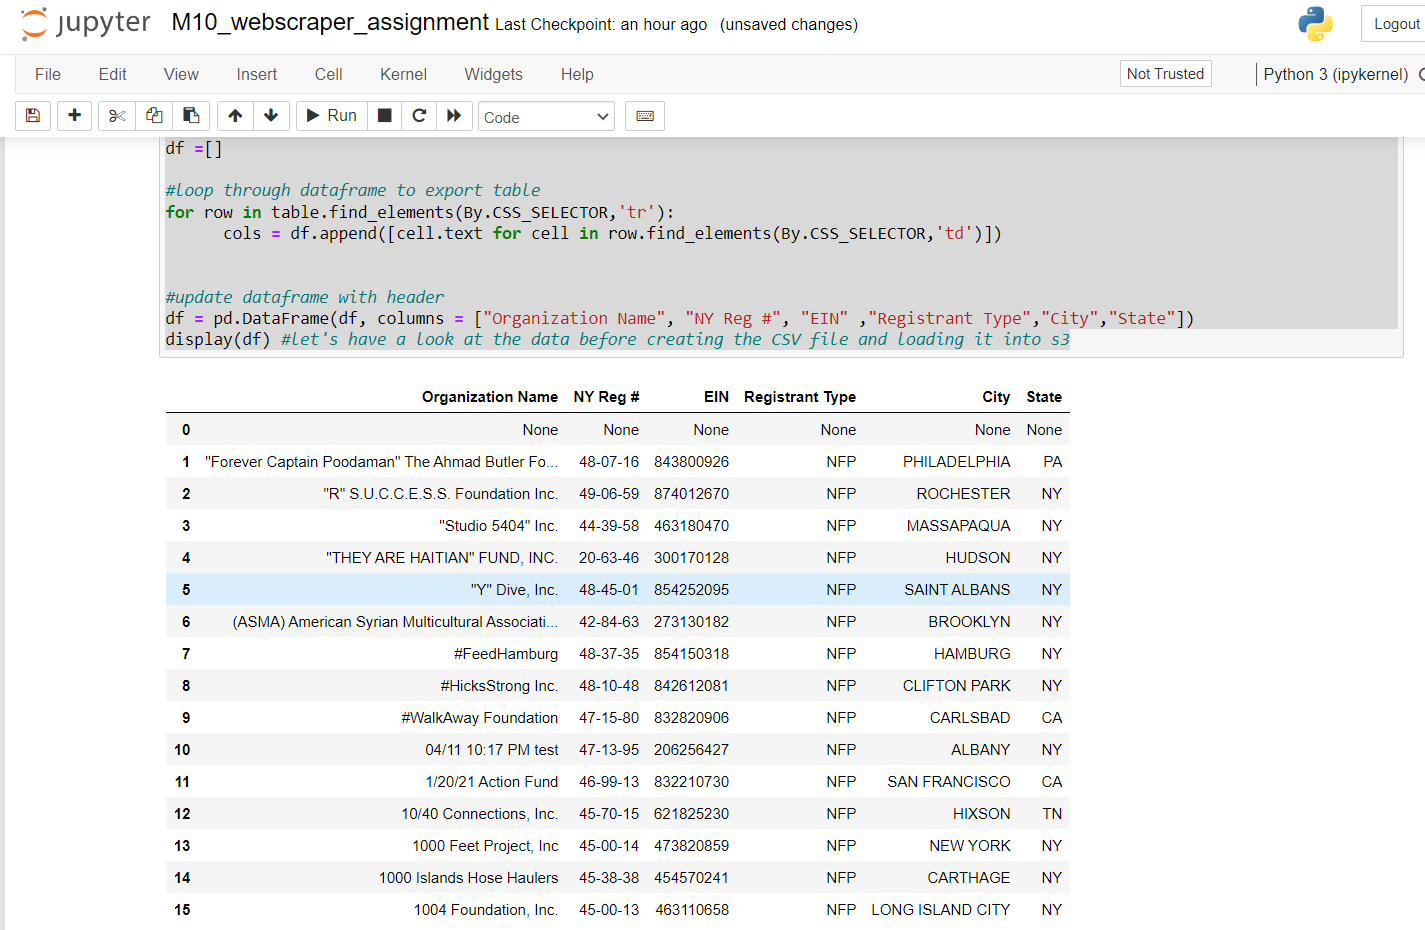 jupyter M10_webscraper_assignment Last Checkpoint: an hour ago (unsaved changes) Logout
File Edit View Insert Cell Kernel Widgets Help Not Trusted Python 3 (ipykernel)
Run Code
df =[]
#loop through dataframe to export table
for row in table.find_elements(By.CSS_SELECTOR,'tr'):
cols = df.append([cell.text for cell in row.find_elements(By.CSS_SELECTOR,'td')])
#update dataframe with header
df = pd.DataFrame(df, columns = ["Organization Name", "NY Reg #", "EIN" ,"Registrant Type","City","State"])
display(df) #let's have a look at the data before creating the CSV file and loading it into s3
Organization Name NY Reg # EIN Registrant Type City State
0 None None None None None None
1 "Forever Captain Poodaman" The Ahmad Butler Fo... 48-07-16 843800926 NFP PHILADELPHIA PA
2 "R" S.U.C.C.E.S.S. Foundation Inc. 49-06-59 874012670 NFP ROCHESTER NY
3 "Studio 5404" Inc. 44-39-58 463180470 NFP MASSAPAQUA NY
4 "THEY ARE HAITIAN" FUND, INC. 20-63-46 300170128 NFP HUDSON NY
5 "Y" Dive, Inc. 48-45-01 854252095 NFP SAINT ALBANS NY
6 (ASMA) American Syrian Multicultural Associati... 42-84-63 273130182 NFP BROOKLYN NY
7 #FeedHamburg 48-37-35 854150318 NFP HAMBURG NY
8 #HicksStrong Inc. 48-10-48 842612081 NFP CLIFTON PARK NY
9 #WalkAway Foundation 47-15-80 832820906 NFP CARLSBAD CA
10 04/11 10:17 PM test 47-13-95 206256427 NFP ALBANY NY
11 1/20/21 Action Fund 46-99-13 832210730 NFP SAN FRANCISCO CA
12 10/40 Connections, Inc. 45-70-15 621825230 NFP HIXSON TN
13 1000 Feet Project, Inc 45-00-14 473820859 NFP NEW YORK NY
14 1000 Islands Hose Haulers 45-38-38 454570241 NFP CARTHAGE NY
15 1004 Foundation, Inc. 45-00-13 463110658 NFP LONG ISLAND CITY NY